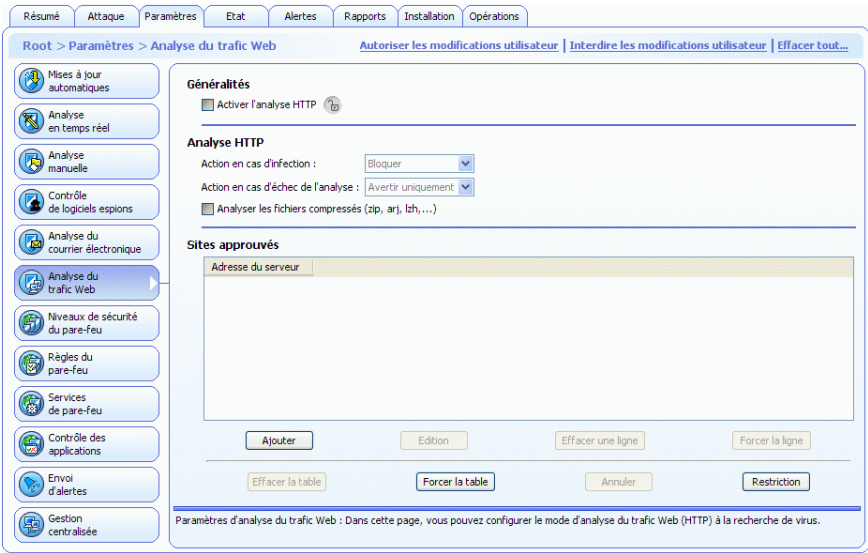 Résumé Attaque Paramètres Etat Alertes Rapports Installation Opérations
Root > Paramètres > Analyse du trafic Web
Autoriser les modifications utilisateur | Interdire les modifications utilisateur | Effacer tout...
Mises à jour
automatiques
Analyse
en temps réel
Analyse
manuelle
Contrôle
de logiciels espions
Analyse du
courrier électronique
Analyse du
trafic Web
Niveaux de sécurité
du pare-feu
Règles du
pare-feu
Services
de pare-feu
Contrôle des
applications
Envoi
d'alertes
Gestion
centralisée
Généralités
Activer l'analyse HTTP
Analyse HTTP
Action en cas d'infection : Bloquer
Action en cas d'échec de l'analyse : Avertir uniquement
Analyser les fichiers compressés (zip, arj, lzh,...)
Sites approuvés
Adresse du serveur
Ajouter Edition Effacer une ligne Forcer la ligne
Effacer la table Forcer la table Annuler Restriction
Paramètres d'analyse du trafic Web : Dans cette page, vous pouvez configurer le mode d'analyse du trafic Web (HTTP) à la recherche de virus.